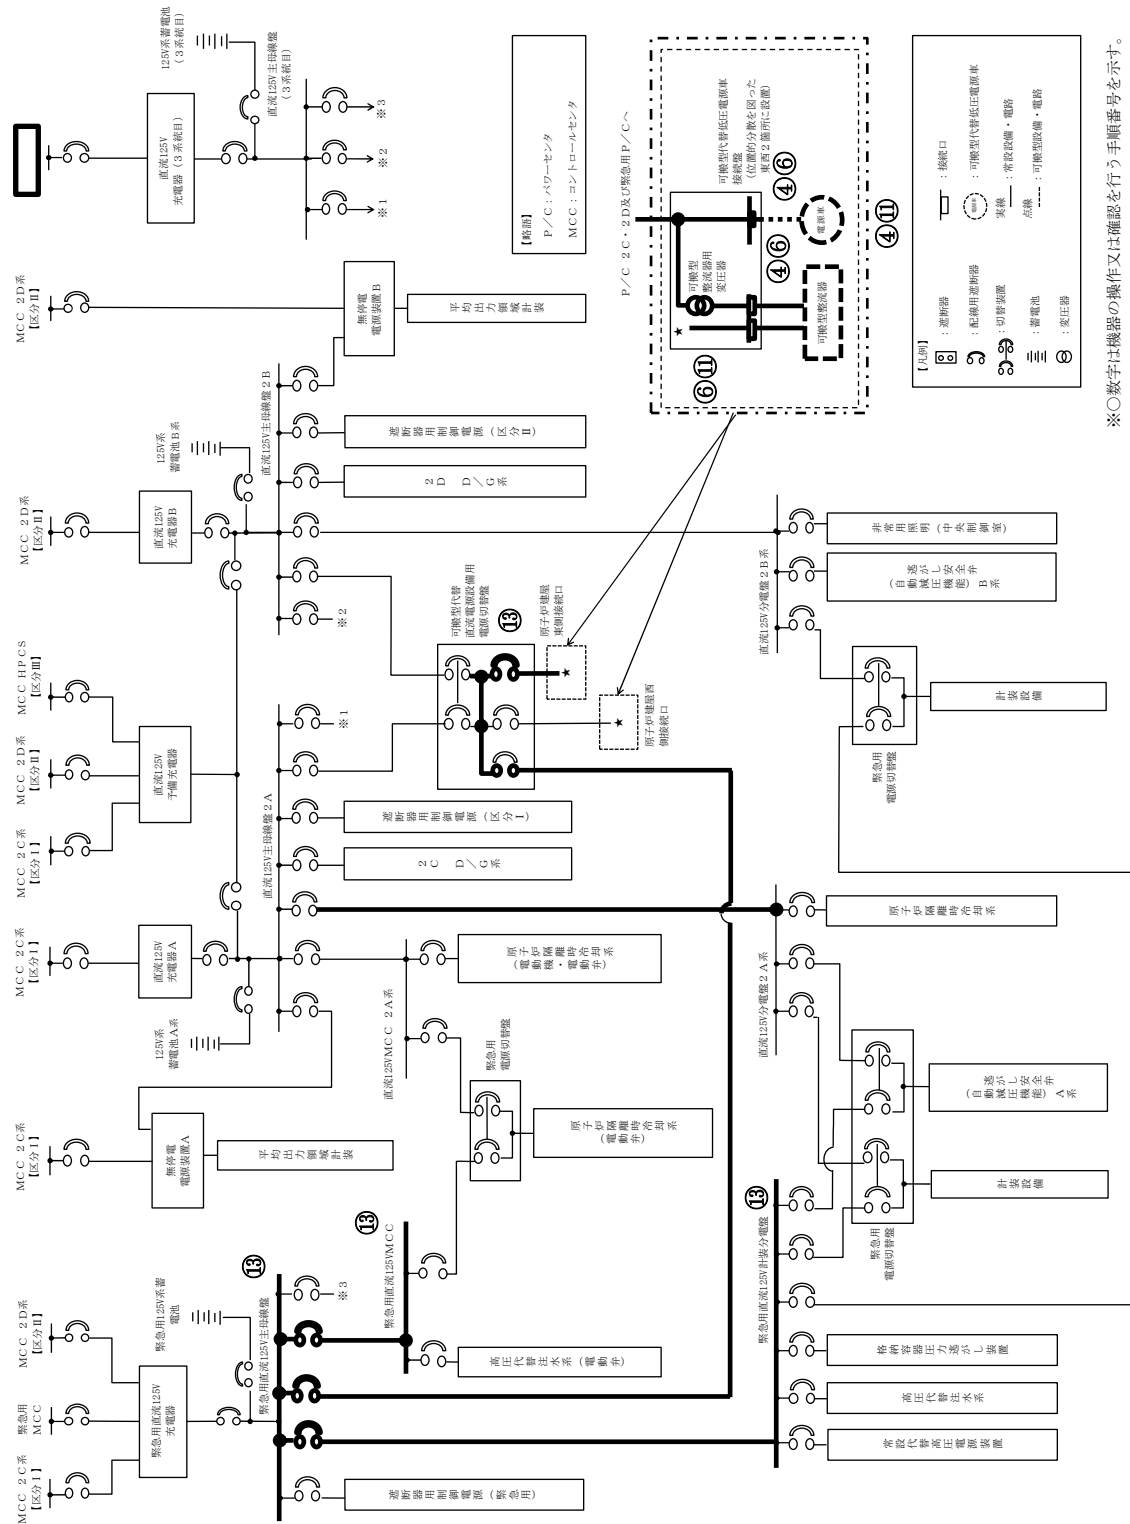 MCC 2C系
【区分Ⅰ】
緊急用
MCC
MCC 2D系
【区分Ⅱ】
緊急用直流125V
充電器
緊急用125V系蓄
電池
緊急用直流125V主母線盤
⑬
※3
遮断器用制御電源（緊急用）
緊急用直流125VMCC
⑬
高圧代替注水系（電動弁）
緊急用直流125V計装分電盤
⑬
常設代替高圧電源装置
高圧代替注水系
格納容器圧力逃がし装置
MCC 2C系
【区分Ⅰ】
無停電
電源装置A
平均出力領域計装
緊急用
電源切替盤
原子炉隔離時冷却系
（電動弁）
緊急用
電源切替盤
計装設備
逃がし安全弁
（自動減圧機能）A系
MCC 2C系
【区分Ⅰ】
直流125V
充電器A
125V系
蓄電池A系
直流125V主母線盤2A
直流125VMCC 2A系
原子炉隔離時冷却系
（電動機・電動弁）
2C D／G系
遮断器用制御電源（区分Ⅰ）
※1
直流125V分電盤2A系
原子炉隔離時冷却系
MCC 2C系
【区分Ⅰ】
MCC 2D系
【区分Ⅱ】
MCC HPCS
【区分Ⅲ】
直流125V
予備充電器
可搬型代替
直流電源設備用
電源切替盤
⑬
原子炉建屋西
側接続口
★
原子炉建屋
東側接続口
★
MCC 2D系
【区分Ⅱ】
直流125V
充電器B
125V系
蓄電池B系
直流125V主母線盤2B
※2
2D D／G系
遮断器用制御電源（区分Ⅱ）
直流125V分電盤2B系
緊急用
電源切替盤
計装設備
逃がし安全弁
（自動減圧機能）B系
非常用照明（中央制御室）
MCC 2D系
【区分Ⅱ】
無停電
電源装置B
平均出力領域計装
直流125V
充電器（3系統目）
125V系蓄電池
（3系統目）
直流125V主母線盤
（3系統目）
※1
※2
※3
【略語】
P／C：パワーセンタ
MCC：コントロールセンタ
P／C 2C・2D及び緊急用P／Cへ
可搬型代替低圧電源車
接続盤
（位置的分散を図った
東西2箇所に設置）
可搬型
整流器用
変圧器
★
⑥⑪
④⑥
④⑥
④⑪
可搬型整流器
電源車
【凡例】
：遮断器
：配線用遮断器
：切替装置
：蓄電池
：変圧器
：接続口
電源車
：可搬型代替低圧電源車
実線
：常設設備・電路
点線
：可搬型設備・電路
※○数字は機器の操作又は確認を行う手順番号を示す。